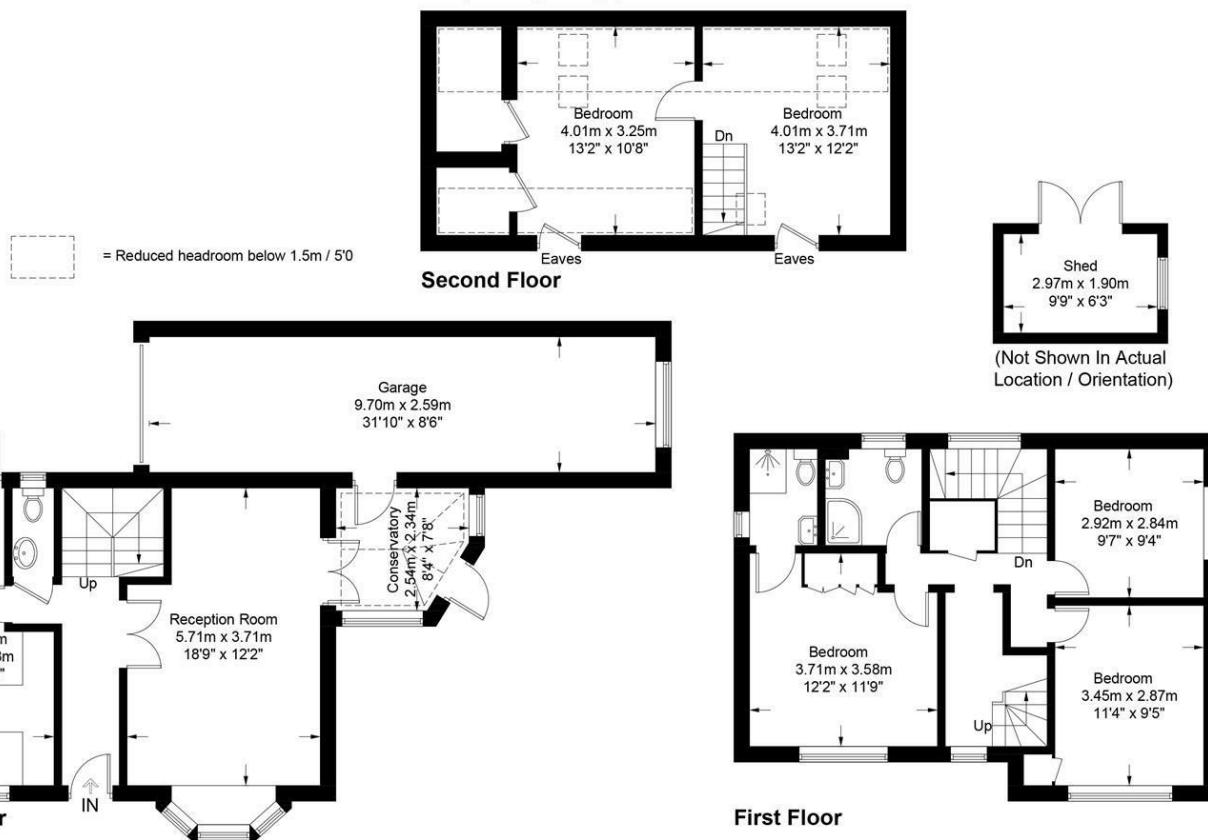 Bedroom
4.01m x 3.25m
13'2" x 10'8"
Bedroom
4.01m x 3.71m
13'2" x 12'2"
Dn
Eaves
Eaves
Second Floor
= Reduced headroom below 1.5m / 5'0
Shed
2.97m x 1.90m
9'9" x 6'3"
(Not Shown In Actual
Location / Orientation)
Garage
9.70m x 2.59m
31'10" x 8'6"
Conservatory
2.54m x 2.34m
8'4" x 7'8"
Up
Reception Room
5.71m x 3.71m
18'9" x 12'2"
IN
Bedroom
2.92m x 2.84m
9'7" x 9'4"
Dn
Bedroom
3.71m x 3.58m
12'2" x 11'9"
Bedroom
3.45m x 2.87m
11'4" x 9'5"
Up
First Floor